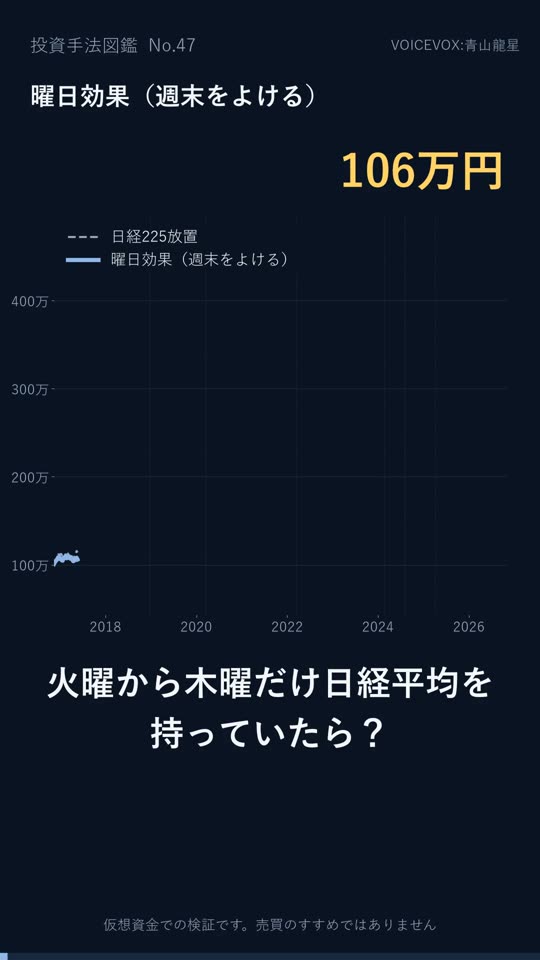 投資手法図鑑 No.47
VOICEVOX:青山龍星
曜日効果（週末をよける）
106万円
日経225放置
曜日効果（週末をよける）
400万
300万
200万
100万
2018 2020 2022 2024 2026
火曜から木曜だけ日経平均を
持っていたら？
仮想資金での検証です。売買のすすめではありません